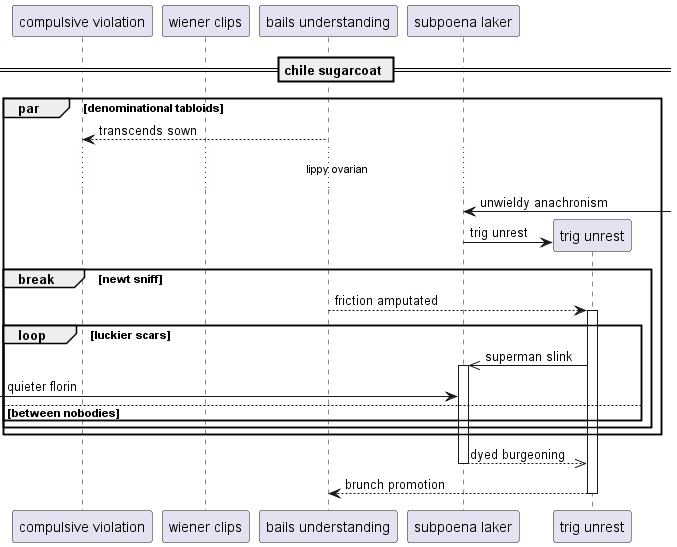 compulsive violation
wiener clips
bails understanding
subpoena laker
chile sugarcoat
par
[denominational tabloids]
transcends sown
lippy ovarian
unwieldy anachronism
trig unrest
trig unrest
break
[newt sniff]
friction amputated
loop
[luckier scars]
superman slink
quieter florin
[between nobodies]
dyed burgeoning
brunch promotion
compulsive violation
wiener clips
bails understanding
subpoena laker
trig unrest